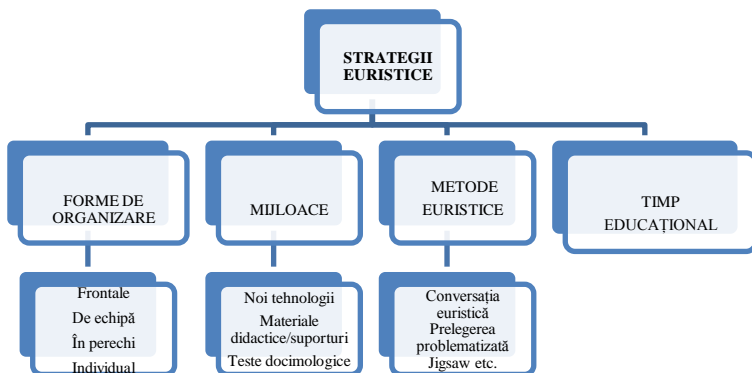 STRATEGII
EURISTICE
FORME DE
ORGANIZARE
MIJLOACE
METODE
EURISTICE
TIMP
EDUCAȚIONAL
Frontale
De echipă
În perechi
Individual
Noi tehnologii
Materiale
didactice/suporturi
Teste docimologice
Conversația
euristică
Prelegerea
problematizată
Jigsaw etc.